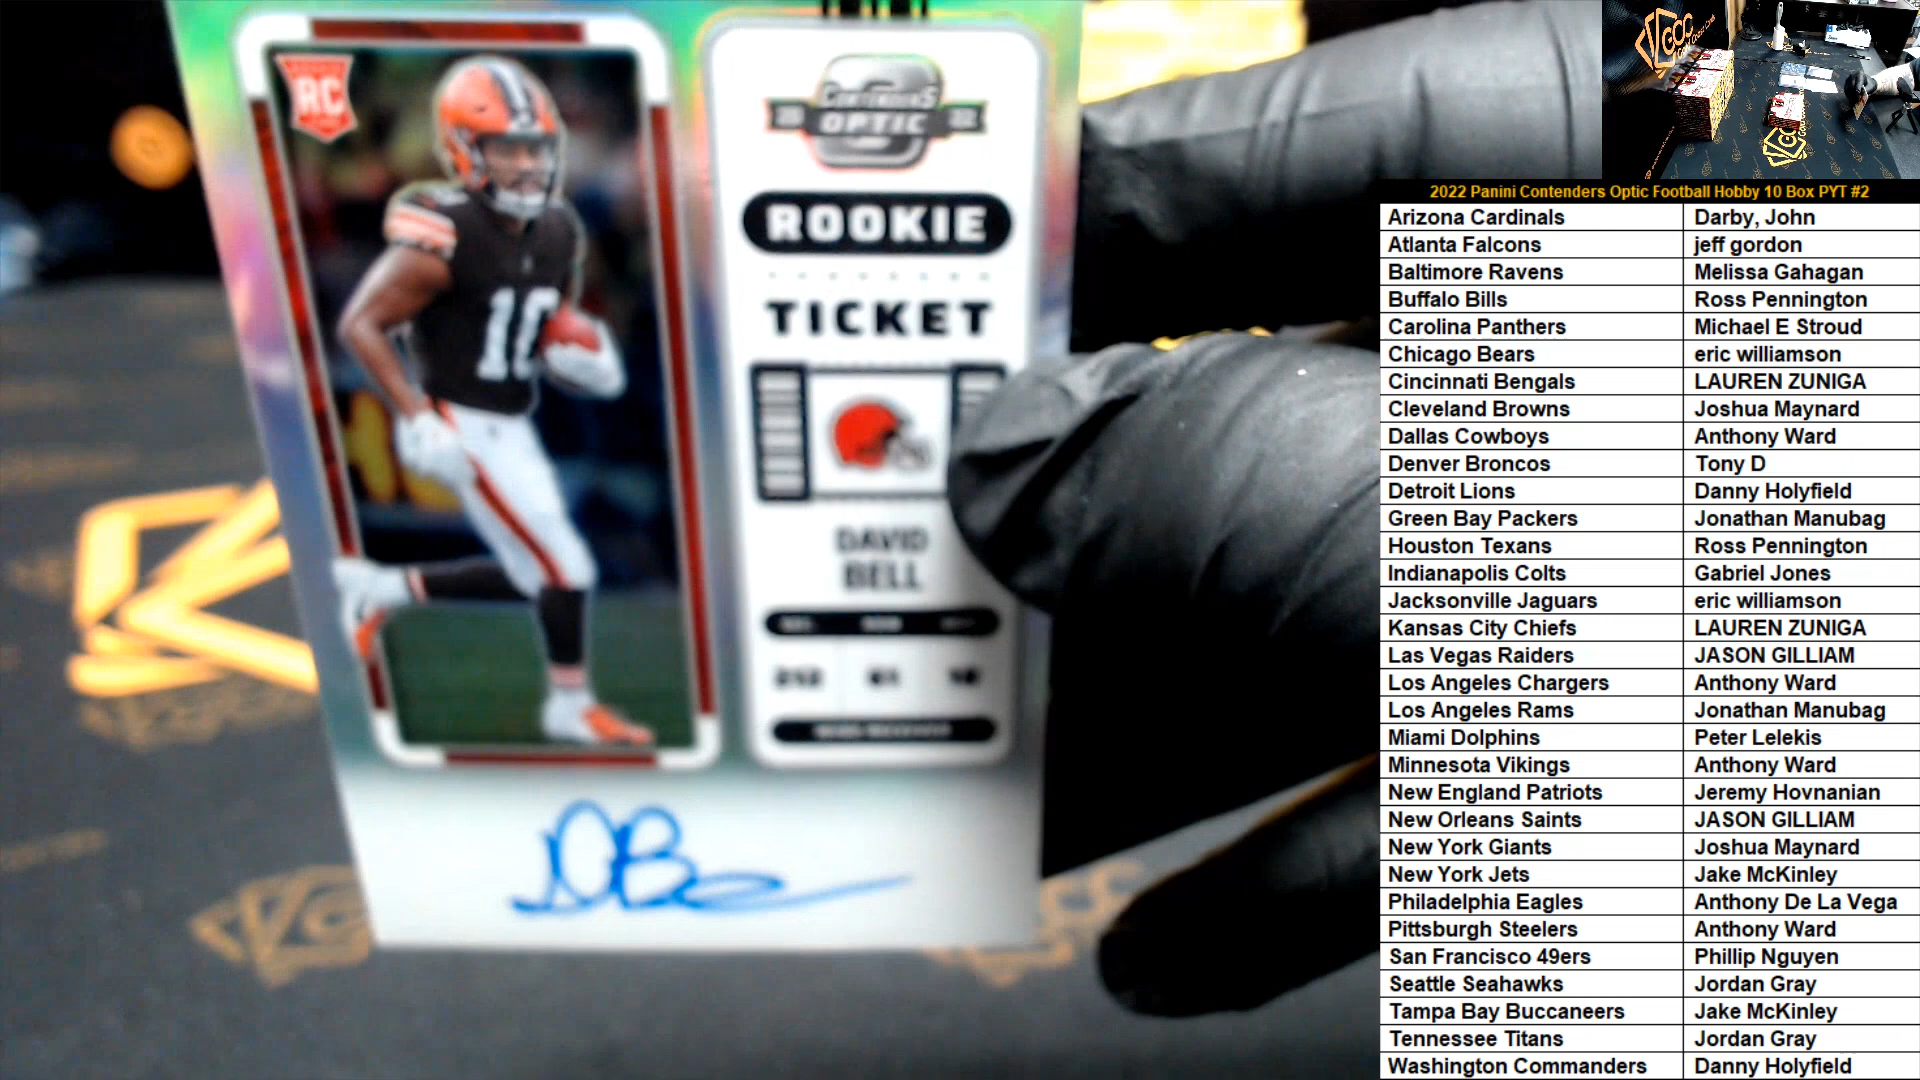 RC
CONTENDERS
20 22
OPTIC
ROOKIE
TICKET
DAVID
BELL
212 61 10
10
GCC
2022 Panini Contenders Optic Football Hobby 10 Box PYT #2
Arizona Cardinals Darby, John
Atlanta Falcons jeff gordon
Baltimore Ravens Melissa Gahagan
Buffalo Bills Ross Pennington
Carolina Panthers Michael E Stroud
Chicago Bears eric williamson
Cincinnati Bengals LAUREN ZUNIGA
Cleveland Browns Joshua Maynard
Dallas Cowboys Anthony Ward
Denver Broncos Tony D
Detroit Lions Danny Holyfield
Green Bay Packers Jonathan Manubag
Houston Texans Ross Pennington
Indianapolis Colts Gabriel Jones
Jacksonville Jaguars eric williamson
Kansas City Chiefs LAUREN ZUNIGA
Las Vegas Raiders JASON GILLIAM
Los Angeles Chargers Anthony Ward
Los Angeles Rams Jonathan Manubag
Miami Dolphins Peter Lelekis
Minnesota Vikings Anthony Ward
New England Patriots Jeremy Hovnanian
New Orleans Saints JASON GILLIAM
New York Giants Joshua Maynard
New York Jets Jake McKinley
Philadelphia Eagles Anthony De La Vega
Pittsburgh Steelers Anthony Ward
San Francisco 49ers Phillip Nguyen
Seattle Seahawks Jordan Gray
Tampa Bay Buccaneers Jake McKinley
Tennessee Titans Jordan Gray
Washington Commanders Danny Holyfield